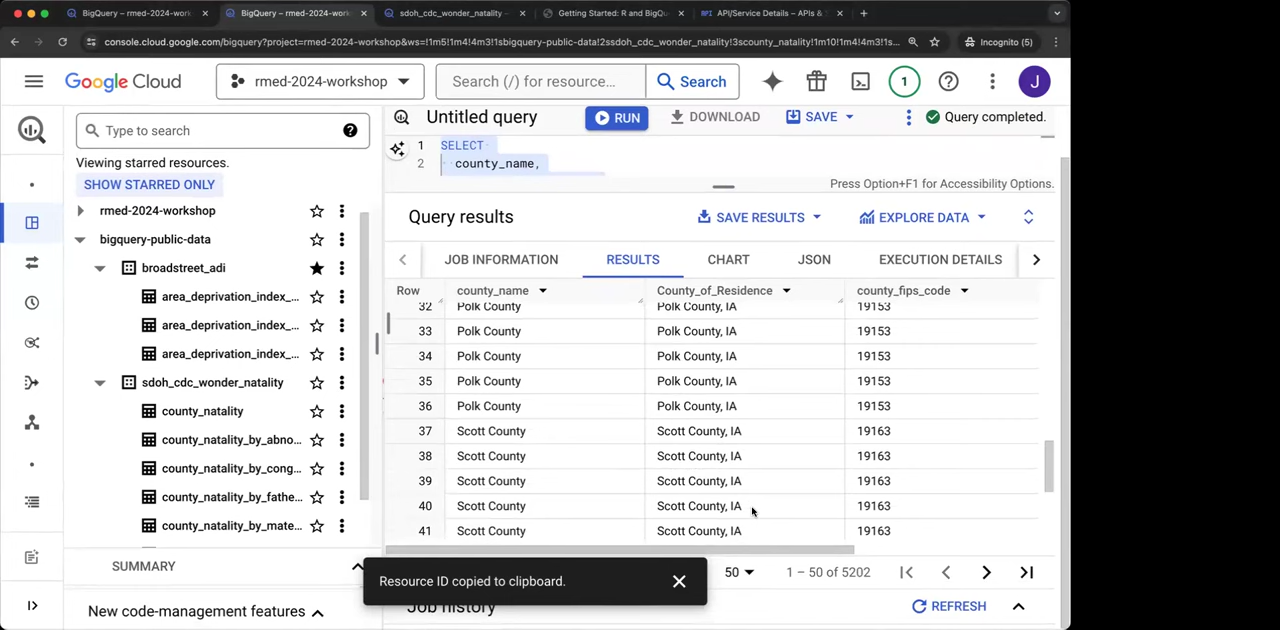 BigQuery – rmed-2024-work
BigQuery – rmed-2024-work
sdoh_cdc_wonder_natality –
Getting Started: R and BigQu
API/Service Details – APIs &
console.cloud.google.com/bigquery?project=rmed-2024-workshop&ws=!1m5!1m4!4m3!1sbigquery-public-data!2ssdoh_cdc_wonder_natality!3scounty_natality!1m10!1m4!4m3!1s...
Incognito (5)
Google Cloud
rmed-2024-workshop
Search (/) for resource...
Search
1
J
Type to search
Viewing starred resources.
SHOW STARRED ONLY
rmed-2024-workshop
bigquery-public-data
broadstreet_adi
area_deprivation_index_...
area_deprivation_index_...
area_deprivation_index_...
sdoh_cdc_wonder_natality
county_natality
county_natality_by_abno...
county_natality_by_cong...
county_natality_by_fathe...
county_natality_by_mate...
SUMMARY
New code-management features
Untitled query
RUN
DOWNLOAD
SAVE
Query completed.
1 SELECT
2 county_name,
Press Option+F1 for Accessibility Options.
Query results
SAVE RESULTS
EXPLORE DATA
JOB INFORMATION RESULTS CHART JSON EXECUTION DETAILS
Row county_name County_of_Residence county_fips_code
32 Polk County Polk County, IA 19153
33 Polk County Polk County, IA 19153
34 Polk County Polk County, IA 19153
35 Polk County Polk County, IA 19153
36 Polk County Polk County, IA 19153
37 Scott County Scott County, IA 19163
38 Scott County Scott County, IA 19163
39 Scott County Scott County, IA 19163
40 Scott County Scott County, IA 19163
41 Scott County Scott County, IA 19163
50 1 – 50 of 5202
Resource ID copied to clipboard.
Job history
REFRESH